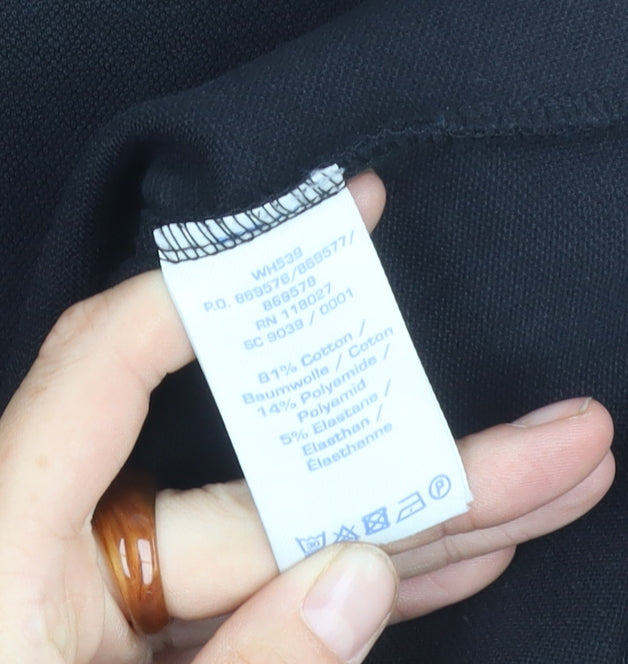 WH539
P.O. 869576/869577/
869578
RN 118027
SC 9039 / 0001
81% Cotton /
Baumwolle / Coton
14% Polyamide /
Polyamid
5% Elastane /
Elasthan /
Élasthanne
30
P